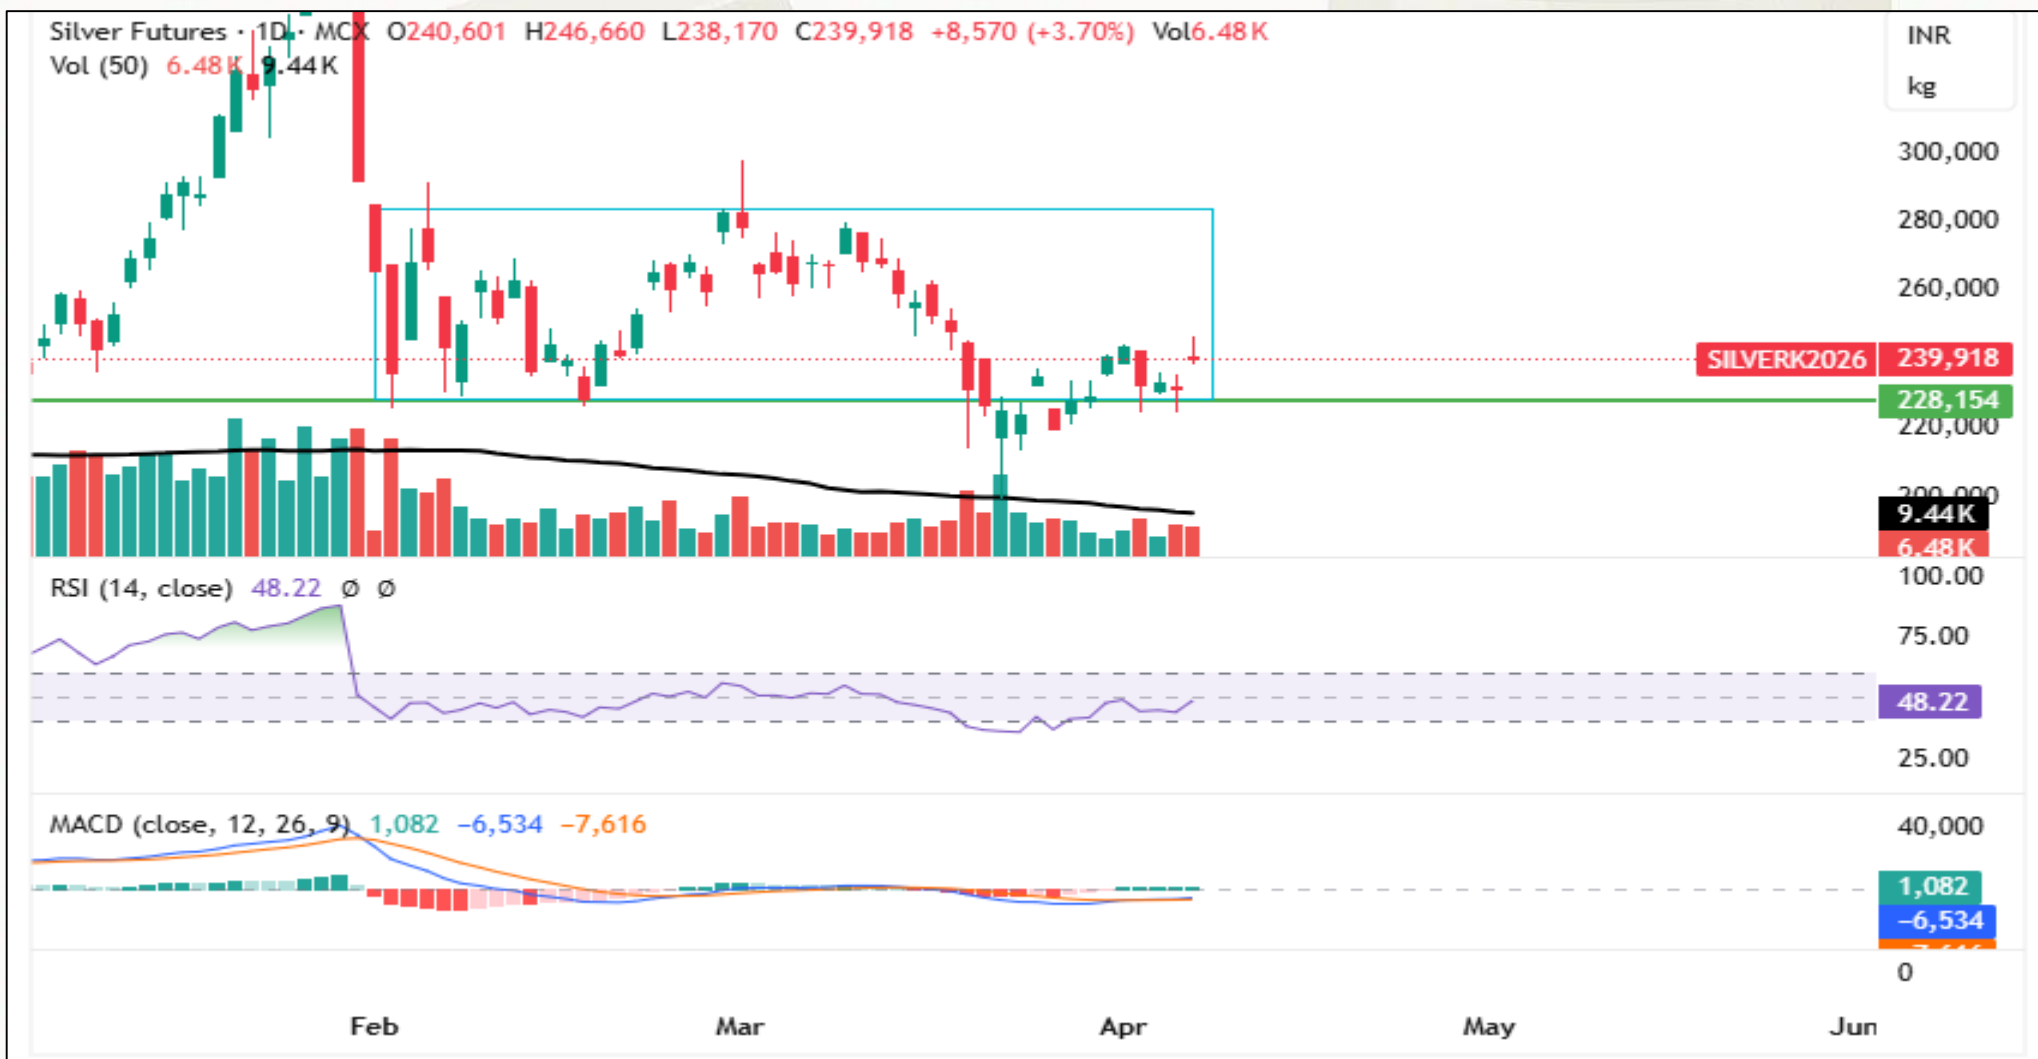 Silver Futures · 1D · MCX O240,601 H246,660 L238,170 C239,918 +8,570 (+3.70%) Vol6.48K
Vol (50) 6.48K 9.44K
INR
kg
300,000
280,000
260,000
SILVERK2026 239,918
228,154
220,000
200,000
9.44K
6.48K
RSI (14, close) 48.22 Ø Ø
100.00
75.00
48.22
25.00
MACD (close, 12, 26, 9) 1,082 −6,534 −7,616
40,000
1,082
−6,534
−7,616
0
Feb Mar Apr May Jun